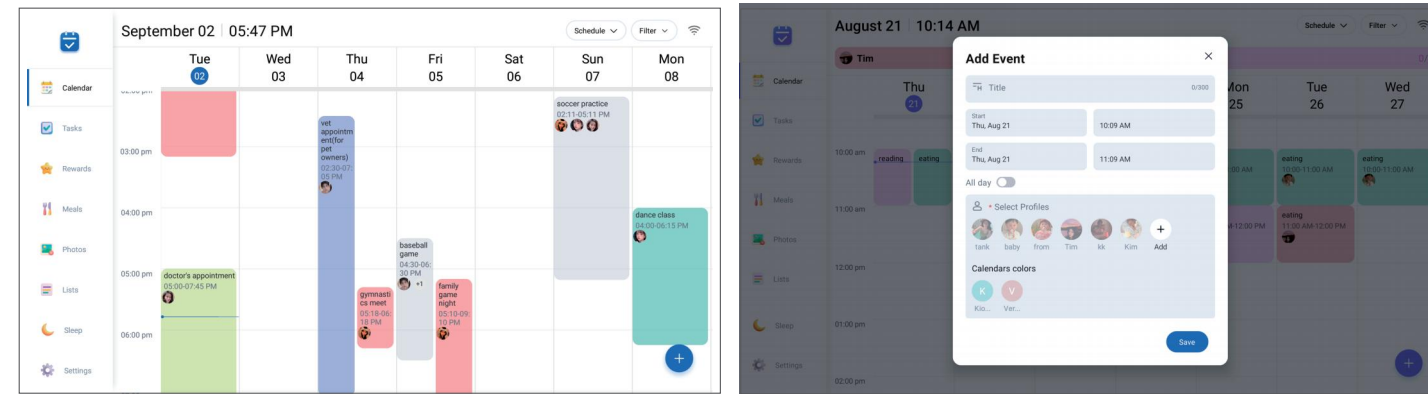 September 02 | 05:47 PM
Schedule
Filter
Tue
02
Wed
03
Thu
04
Fri
05
Sat
06
Sun
07
Mon
08
Calendar
Tasks
Rewards
Meals
Photos
Lists
Sleep
Settings
03:00 pm
04:00 pm
05:00 pm
06:00 pm
doctor's appointment
05:00-07:45 PM
vet
appointm
ent(for
pet
owners)
02:30-07:
05 PM
gymnasti
cs meet
05:18-06:
18 PM
baseball
game
04:30-06:
30 PM
+1
family
game
night
05:10-09:
10 PM
soccer practice
02:11-05:11 PM
dance class
04:00-06:15 PM
+
August 21 | 10:14 AM
Schedule
Filter
Tim
Thu
21
Mon
25
Tue
26
Wed
27
Calendar
Tasks
Rewards
Meals
Photos
Lists
Sleep
Settings
10:00 am
11:00 am
12:00 pm
01:00 pm
02:00 pm
reading
eating
:00 AM
M-12:00 PM
eating
10:00-11:00 AM
eating
11:00 AM-12:00 PM
eating
10:00-11:00 AM
+
Add Event
Title
0/300
Start
Thu, Aug 21
10:09 AM
End
Thu, Aug 21
11:09 AM
All day
* Select Profiles
tank
baby
from
Tim
kk
Kim
+
Add
Calendars colors
K
V
Kio...
Ver...
Save